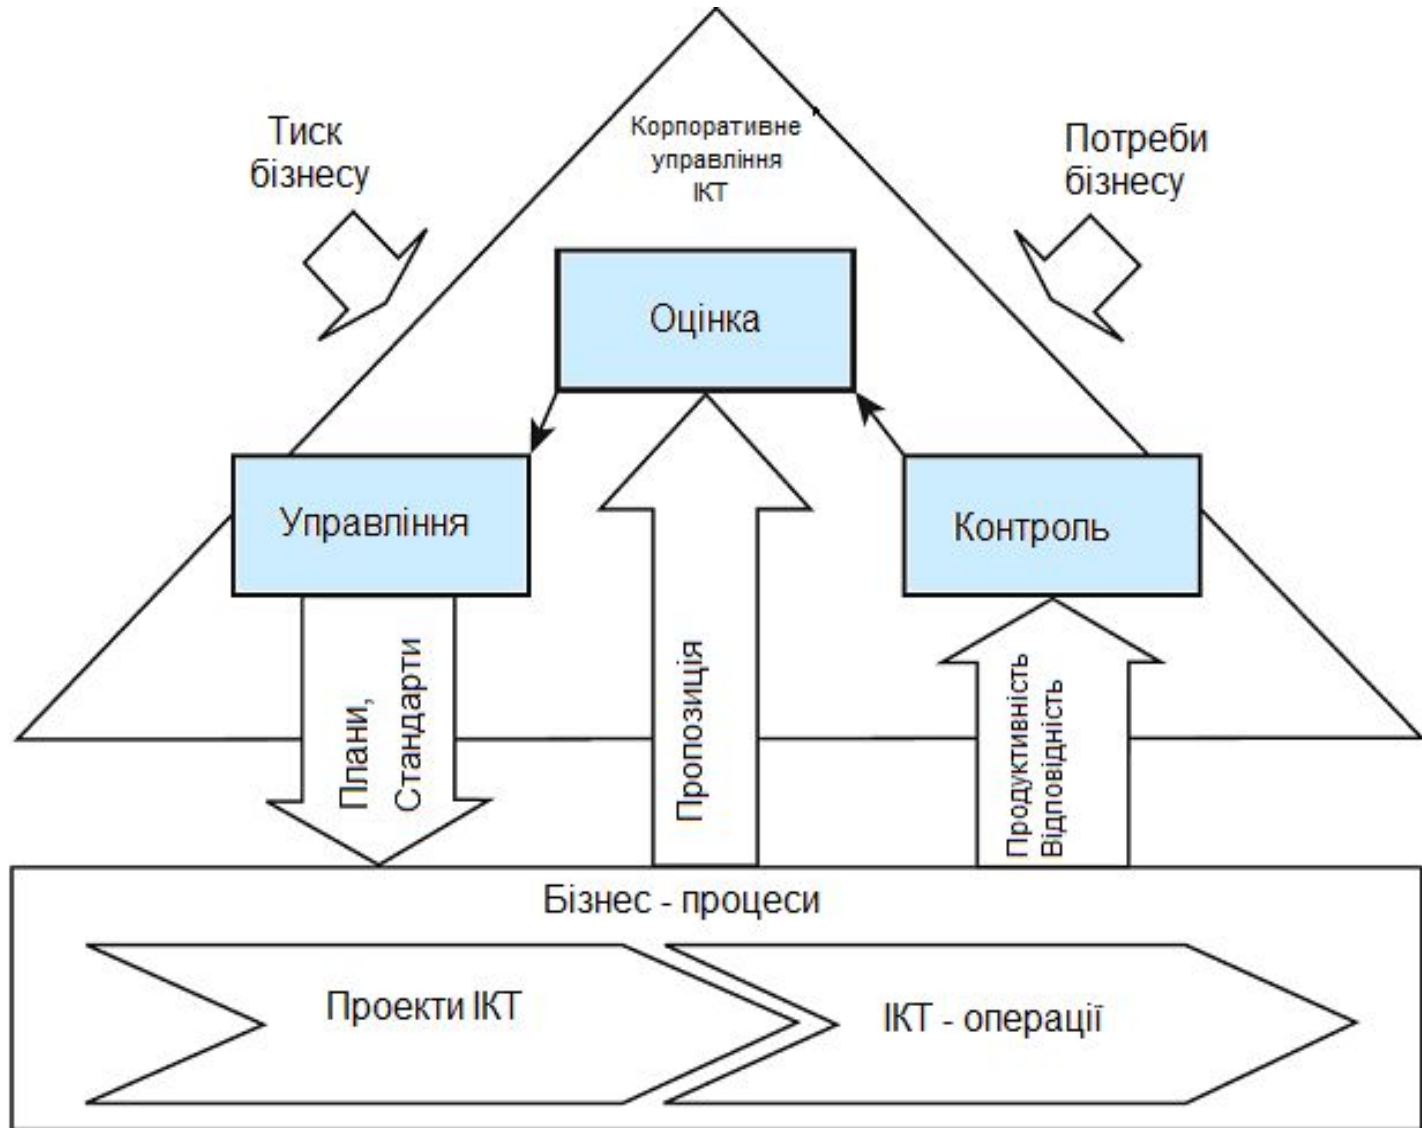 Тиск
бізнесу
Корпоративне
управління
ІКТ
Потреби
бізнесу
Оцінка
Управління
Контроль
Плани,
Стандарти
Пропозиція
Продуктивність
Відповідність
Бізнес - процеси
Проекти ІКТ
ІКТ - операції